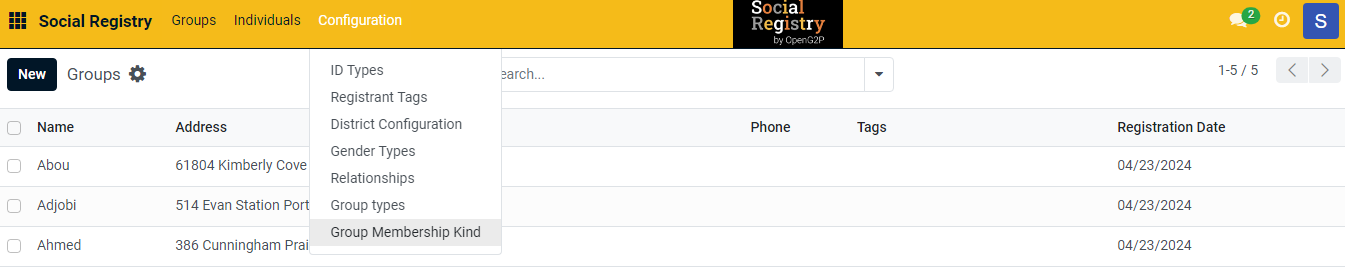 Social Registry Groups Individuals Configuration
Social
Registry
by OpenG2P
2
S
New Groups
earch...
1-5 / 5
ID Types
Registrant Tags
District Configuration
Gender Types
Relationships
Group types
Group Membership Kind
Name Address Phone Tags Registration Date
Abou 61804 Kimberly Cove 04/23/2024
Adjobi 514 Evan Station Port 04/23/2024
Ahmed 386 Cunningham Prai 04/23/2024